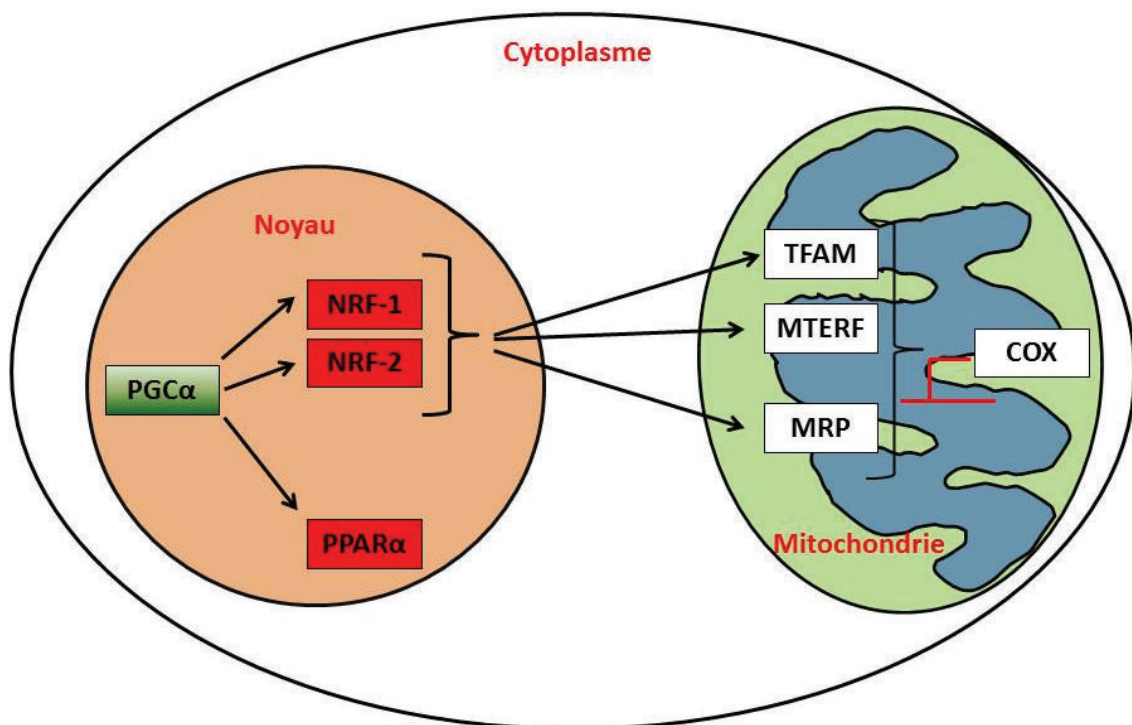 Cytoplasme
Noyau
NRF-1
NRF-2
PGCα
PPARα
TFAM
MTERF
COX
MRP
Mitochondrie